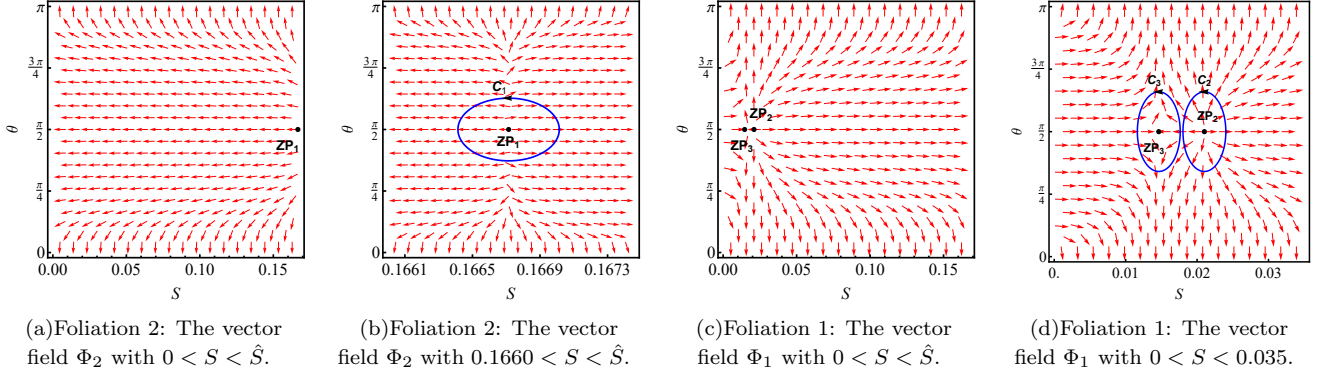 π
3π/4
θ π/2
π/4
0
ZP₁
0.00 0.05 0.10 0.15
S
(a)Foliation 2: The vector
field Φ₂ with 0 < S < Ŝ.
π
3π/4
θ π/2
π/4
0
C₁
ZP₁
0.1661 0.1665 0.1669 0.1673
S
(b)Foliation 2: The vector
field Φ₂ with 0.1660 < S < Ŝ.
π
3π/4
θ π/2
π/4
0
ZP₂
ZP₃
0.00 0.05 0.10 0.15
S
(c)Foliation 1: The vector
field Φ₁ with 0 < S < Ŝ.
π
3π/4
θ π/2
π/4
0
C₃ C₂
ZP₂
ZP₃
0. 0.01 0.02 0.03
S
(d)Foliation 1: The vector
field Φ₁ with 0 < S < 0.035.